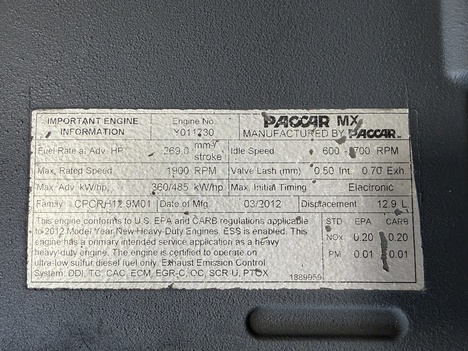 IMPORTANT ENGINE INFORMATION
Engine No. Y011730
PACCAR MX
MANUFACTURED BY PACCAR INC
Fuel Rate at Adv. HP 269.0 mm³/stroke
Idle Speed 600 - 700 RPM
Max. Rated Speed 1900 RPM
Valve Lash (mm) 0.50 Int. 0.70 Exh.
Max. Adv kW/hp, 360/485 kW/hp
Max. Initial Timing Electronic
Family CPCRH12.9M01
Date of Mfg. 03/2012
Displacement 12.9 L
This engine conforms to U.S. EPA and CARB regulations applicable
to 2012 Model Year New Heavy-Duty Engines. ESS is enabled. This
engine has a primary intended service application as a heavy
heavy-duty engine. The engine is certified to operate on
ultra-low sulfur diesel fuel only. Exhaust Emission Control
System: DDI, TC, CAC, ECM, EGR-C, OC, SCR-U, PTOX
STD EPA CARB
NOx 0.20 0.20
PM 0.01 0.01